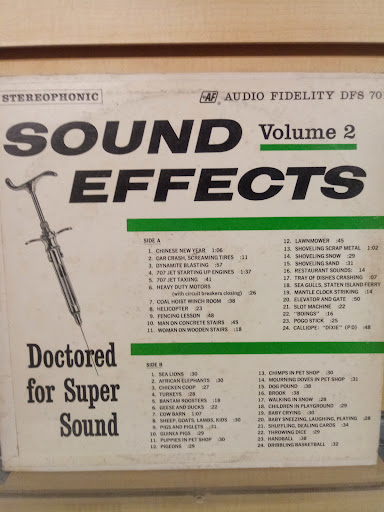 STEREOPHONIC
AF AUDIO FIDELITY DFS 70
SOUND Volume 2
EFFECTS
SIDE A
1. CHINESE NEW YEAR 1:06
2. CAR CRASH, SCREAMING TIRES :11
3. DYNAMITE BLASTING :57
4. 707 JET STARTING UP ENGINES 1:37
5. 707 JET TAXIING :41
6. HEAVY DUTY MOTORS
(with circuit breakers closing) :26
7. COAL HOIST WINCH ROOM :38
8. HELICOPTER :23
9. FENCING LESSON :48
10. MAN ON CONCRETE STAIRS :45
11. WOMAN ON WOODEN STAIRS :18
12. LAWNMOWER :45
13. SHOVELING SCRAP METAL 1:02
14. SHOVELING SNOW :29
15. SHOVELING SAND :31
16. RESTAURANT SOUNDS: :14
17. TRAY OF DISHES CRASHING :07
18. SEA GULLS, STATEN ISLAND FERRY
19. MANTLE CLOCK STRIKING :14
20. ELEVATOR AND GATE :50
21. SLOT MACHINE :22
22. "BOINGS" :16
23. POGO STICK :25
24. CALLIOPE: "DIXIE" (PD) :48
Doctored
for Super
Sound
SIDE B
1. SEA LIONS :30
2. AFRICAN ELEPHANTS :30
3. CHICKEN COOP :27
4. TURKEYS :28
5. BANTAM ROOSTERS :18
6. GEESE AND DUCKS :22
7. COW BARN 1:07
8. SHEEP, GOATS, LAMBS, KIDS :30
9. PIGS AND PIGLETS :31
10. GUINEA PIGS :29
11. PUPPIES IN PET SHOP :30
12. PIGEONS :29
13. CHIMPS IN PET SHOP :30
14. MOURNING DOVES IN PET SHOP :31
15. DOG POUND :30
16. BROOK :38
17. WALKING IN SNOW :28
18. CHILDREN IN PLAYGROUND :29
19. BABY CRYING :30
20. BABY SNEEZING, LAUGHING, PLAYING :28
21. SHUFFLING, DEALING CARDS :34
22. THROWING DICE :29
23. HANDBALL :38
24. DRIBBLING BASKETBALL :32